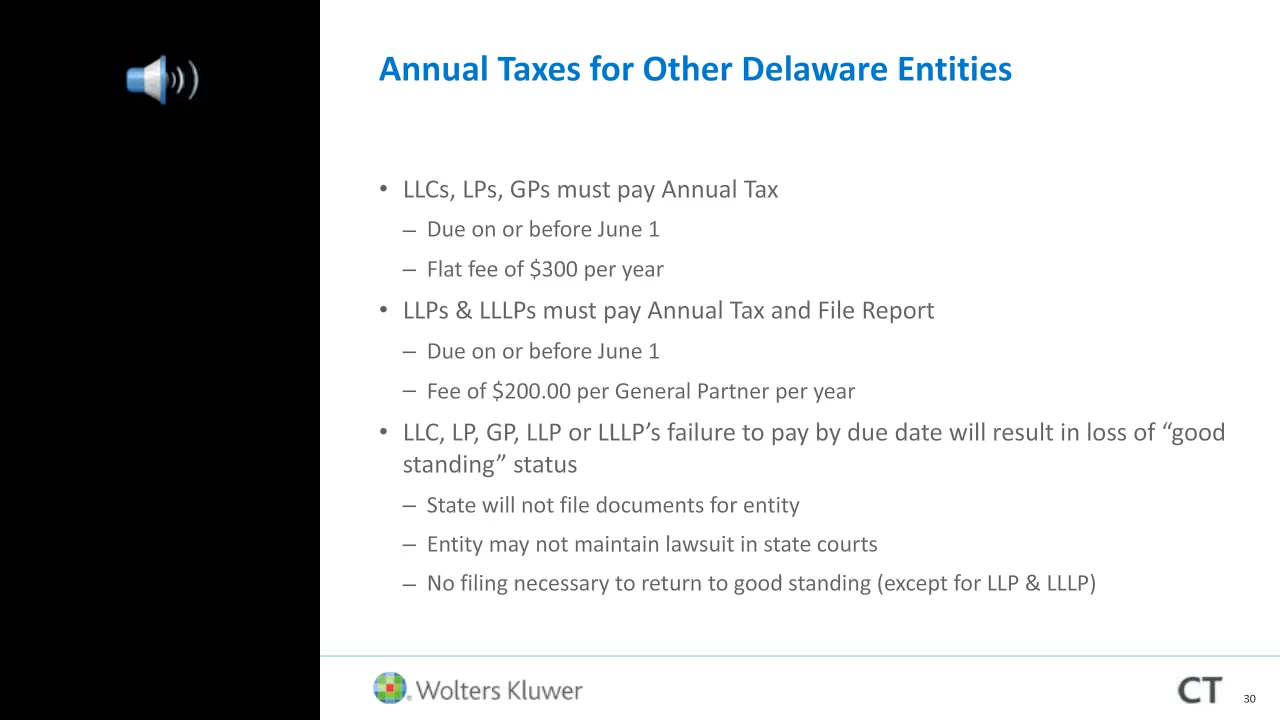 Annual Taxes for Other Delaware Entities
• LLCs, LPs, GPs must pay Annual Tax
– Due on or before June 1
– Flat fee of $300 per year
• LLPs & LLLPs must pay Annual Tax and File Report
– Due on or before June 1
– Fee of $200.00 per General Partner per year
• LLC, LP, GP, LLP or LLLP’s failure to pay by due date will result in loss of “good
standing” status
– State will not file documents for entity
– Entity may not maintain lawsuit in state courts
– No filing necessary to return to good standing (except for LLP & LLLP)
Wolters Kluwer
CT
30